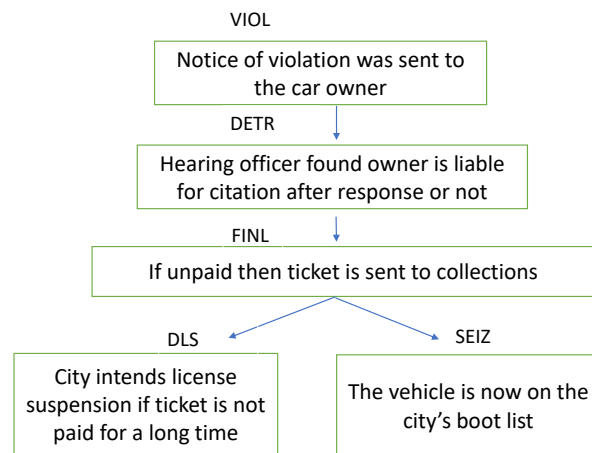 VIOL
Notice of violation was sent to
the car owner
DETR
Hearing officer found owner is liable
for citation after response or not
FINL
If unpaid then ticket is sent to collections
DLS
City intends license
suspension if ticket is not
paid for a long time
SEIZ
The vehicle is now on the
city's boot list